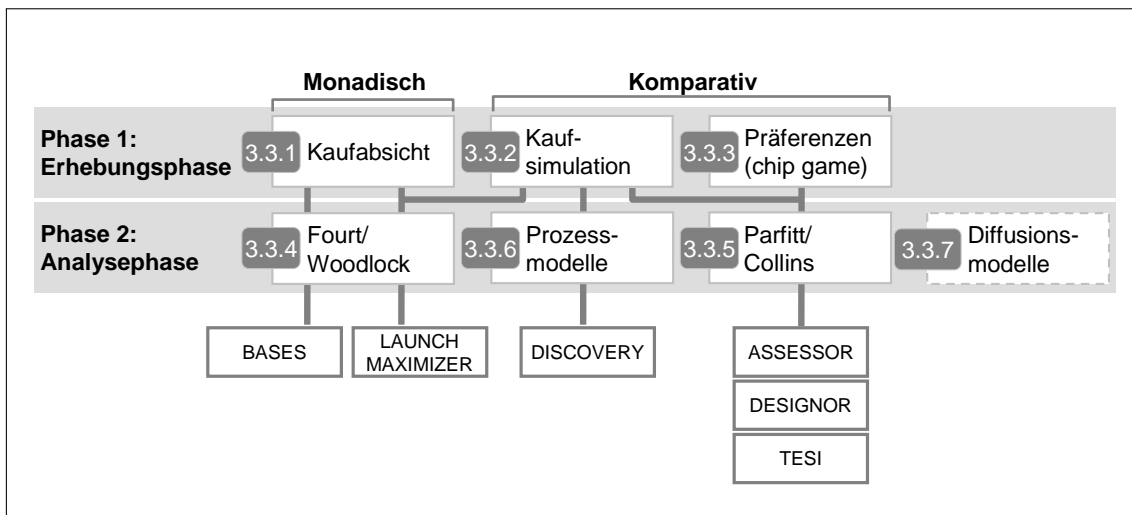 Monadisch
Komparativ
Phase 1:
Erhebungsphase
3.3.1
Kaufabsicht
3.3.2
Kauf-
simulation
3.3.3
Präferenzen
(chip game)
Phase 2:
Analysephase
3.3.4
Fourt/
Woodlock
3.3.6
Prozess-
modelle
3.3.5
Parfitt/
Collins
3.3.7
Diffusions-
modelle
BASES
LAUNCH
MAXIMIZER
DISCOVERY
ASSESSOR
DESIGNOR
TESI